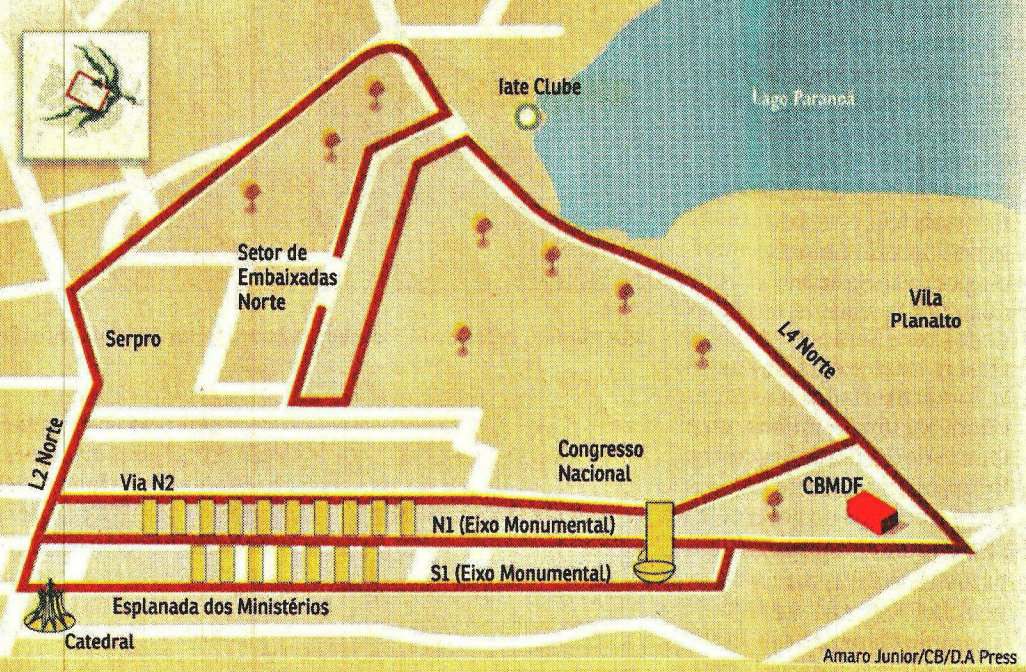 Iate Clube
Lago Paranoá
Setor de
Embaixadas
Norte
Vila
Planalto
Serpro
L4 Norte
L2 Norte
Congresso
Nacional
Via N2
CBMDF
N1 (Eixo Monumental)
S1 (Eixo Monumental)
Esplanada dos Ministérios
Catedral
Amaro Junior/CB/D.A Press